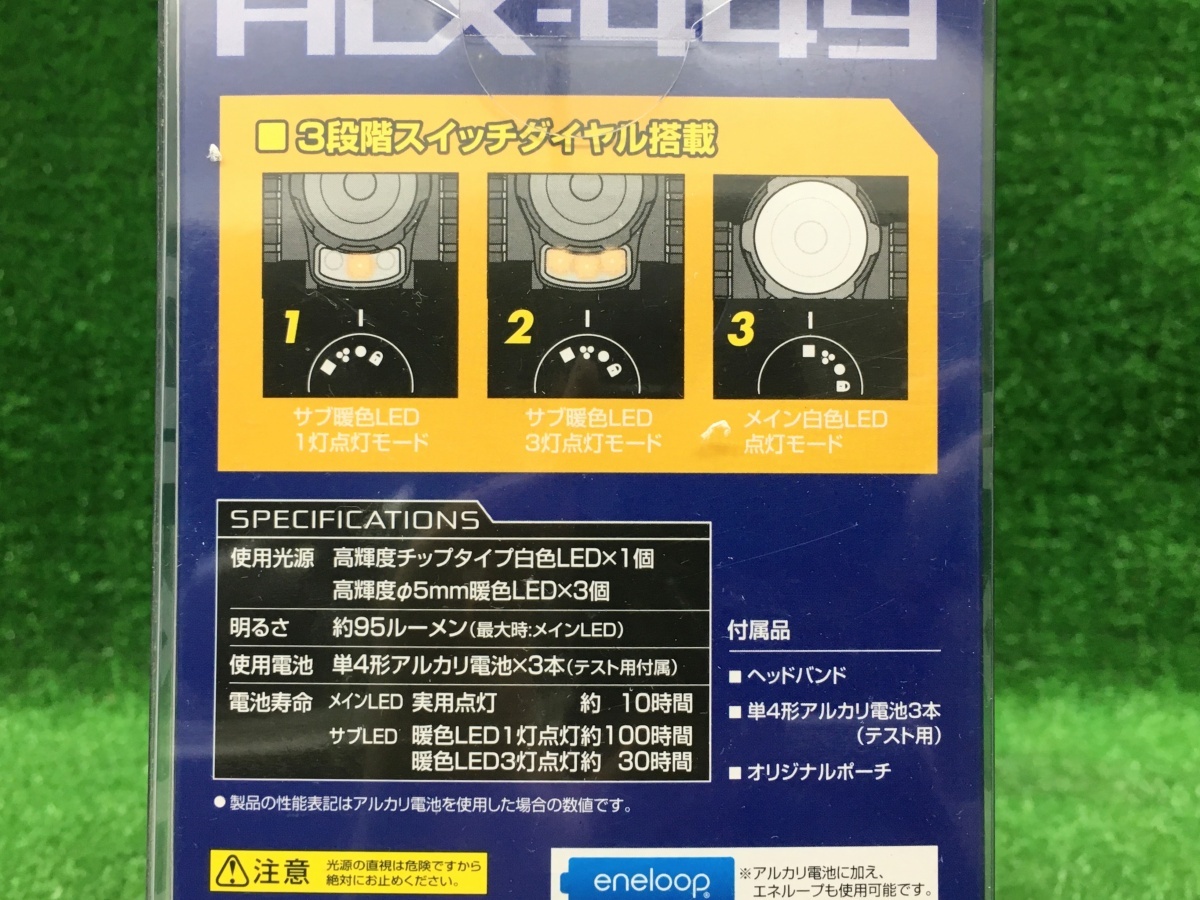 ■3段階スイッチダイヤル搭載
1
2
3
サブ暖色LED
1灯点灯モード
サブ暖色LED
3灯点灯モード
メイン白色LED
点灯モード
SPECIFICATIONS
使用光源 高輝度チップタイプ白色LED×1個
高輝度φ5mm暖色LED×3個
明るさ 約95ルーメン(最大時:メインLED)
使用電池 単4形アルカリ電池×3本(テスト用付属)
電池寿命 メインLED 実用点灯 約 10時間
サブLED 暖色LED1灯点灯約100時間
暖色LED3灯点灯約 30時間
●製品の性能表記はアルカリ電池を使用した場合の数値です。
付属品
■ヘッドバンド
■単4形アルカリ電池3本
(テスト用)
■オリジナルポーチ
注意 光源の直視は危険ですから
絶対にお止めください。
eneloop®
※アルカリ電池に加え、
エネループも使用可能です。